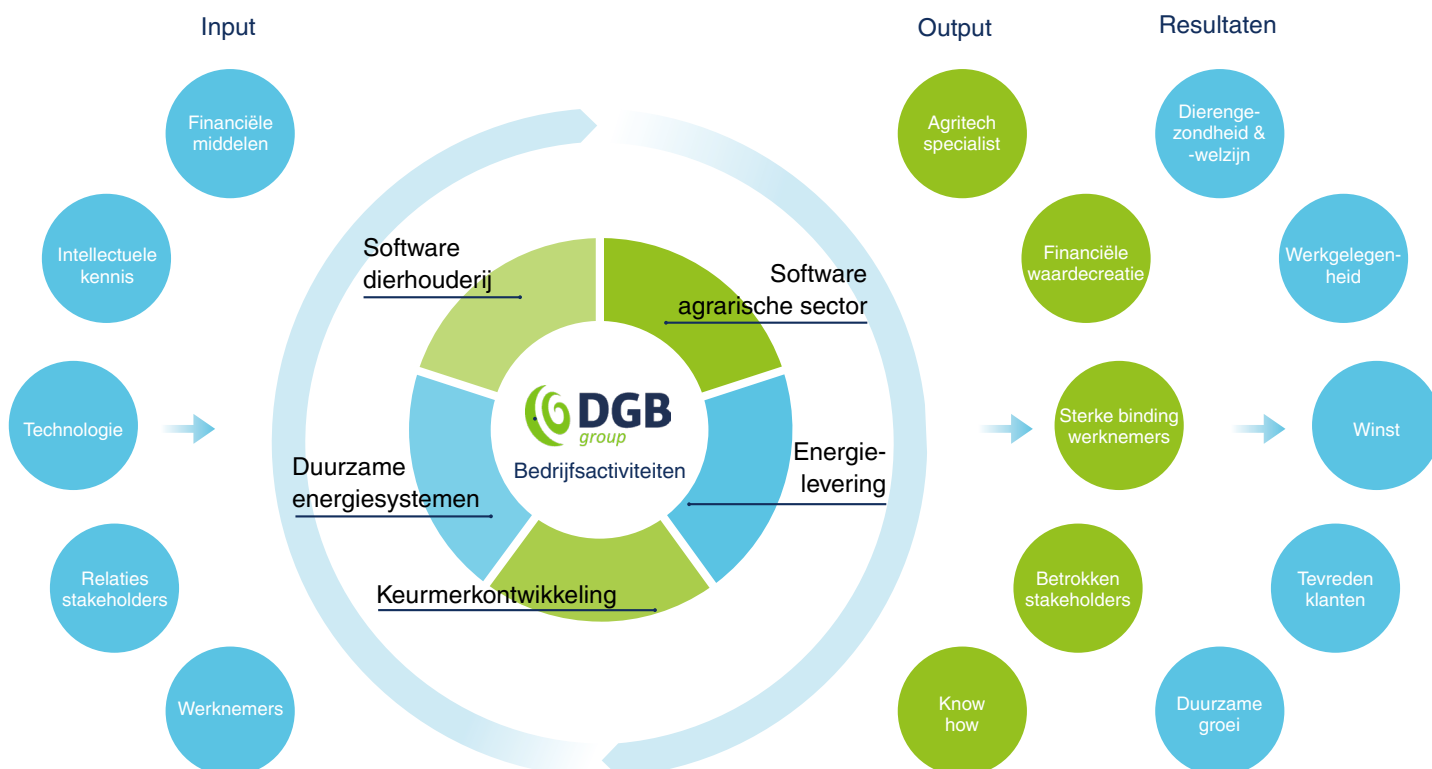 Input
Financiële
middelen
Intellectuele
kennis
Technologie
Relaties
stakeholders
Werknemers
Software
dierhouderij
Software
agrarische sector
Duurzame
energiesystemen
Energie-
levering
Keurmerkontwikkeling
DGB
group
Bedrijfsactiviteiten
Output
Agritech
specialist
Financiële
waardecreatie
Sterke binding
werknemers
Betrokken
stakeholders
Know
how
Resultaten
Dierenge-
zondheid &
-welzijn
Werkgelegen-
heid
Winst
Tevreden
klanten
Duurzame
groei